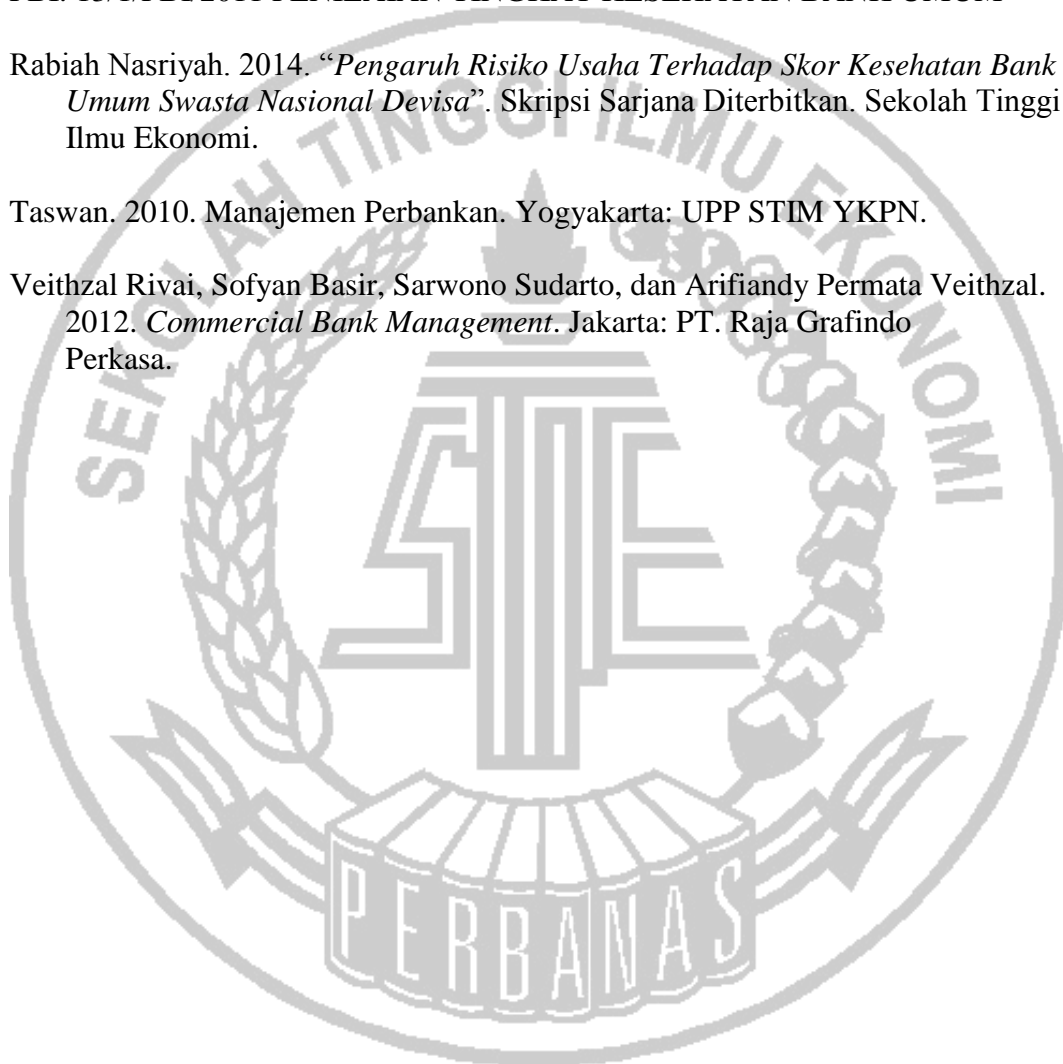 Rabiah Nasriyah. 2014. “Pengaruh Risiko Usaha Terhadap Skor Kesehatan Bank
Umum Swasta Nasional Devisa”. Skripsi Sarjana Diterbitkan. Sekolah Tinggi
Ilmu Ekonomi.
Taswan. 2010. Manajemen Perbankan. Yogyakarta: UPP STIM YKPN.
Veithzal Rivai, Sofyan Basir, Sarwono Sudarto, dan Arifiandy Permata Veithzal.
2012. Commercial Bank Management. Jakarta: PT. Raja Grafindo
Perkasa.
SEKOLAH TINGGI ILMU EKONOMI
STIE
PERBANAS